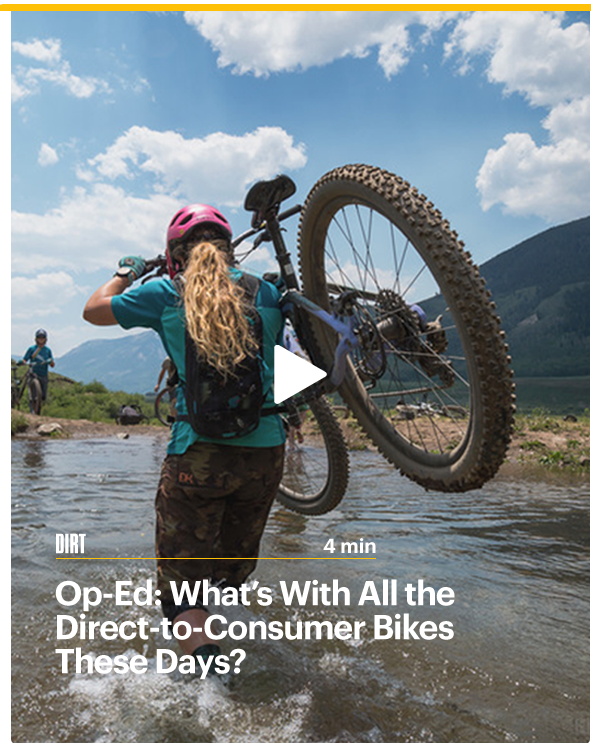 DIRT
4 min
Op-Ed: What's With All the
Direct-to-Consumer Bikes
These Days?